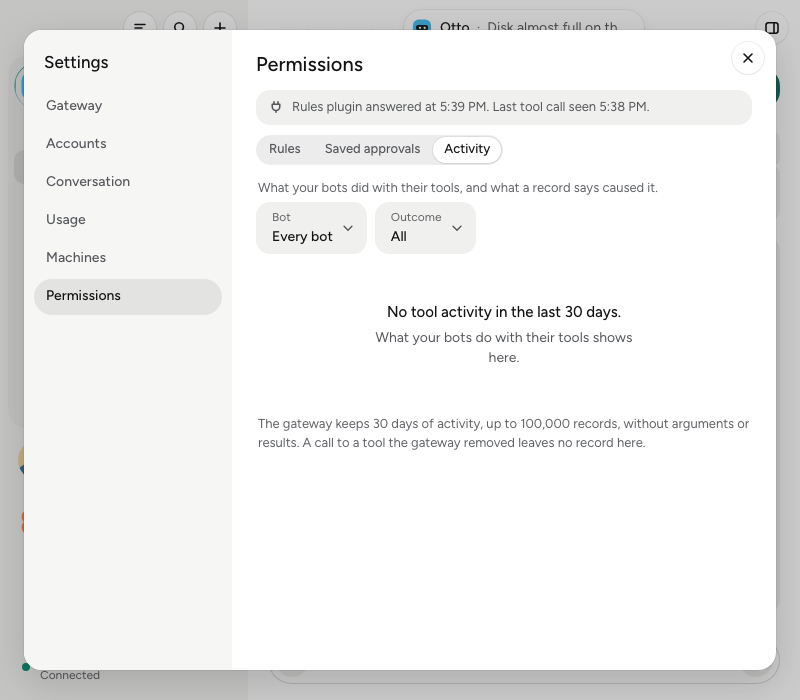 Otto · Disk almost full on th
Settings
Gateway
Accounts
Conversation
Usage
Machines
Permissions
Permissions
Rules plugin answered at 5:39 PM. Last tool call seen 5:38 PM.
Rules
Saved approvals
Activity
What your bots did with their tools, and what a record says caused it.
Bot
Every bot
Outcome
All
No tool activity in the last 30 days.
What your bots do with their tools shows
here.
The gateway keeps 30 days of activity, up to 100,000 records, without arguments or
results. A call to a tool the gateway removed leaves no record here.
Connected